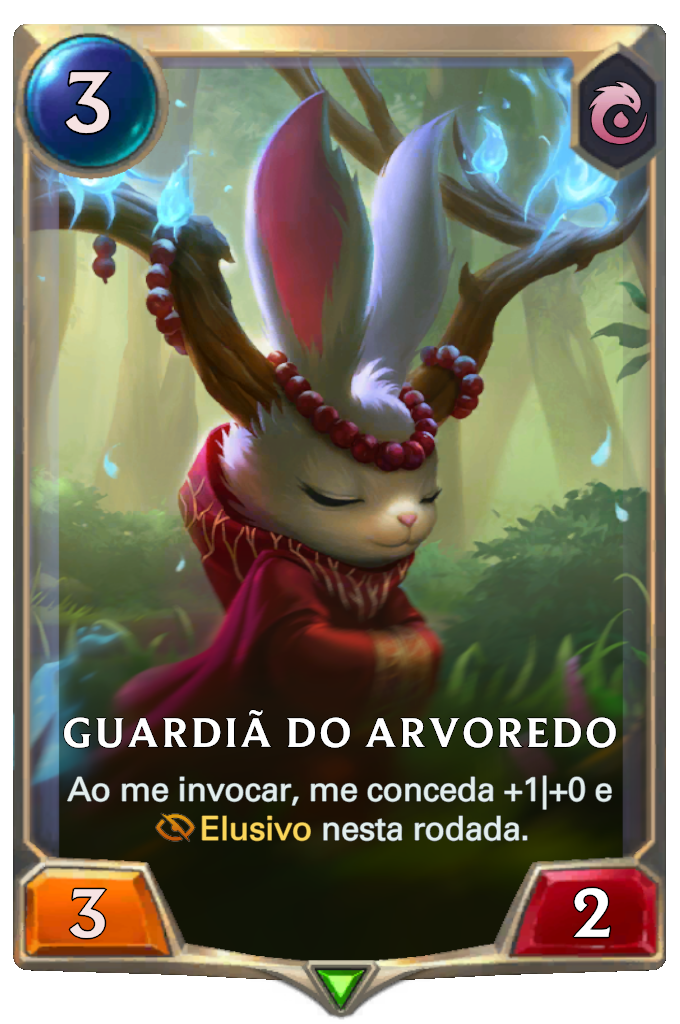 3
GUARDIÃ DO ARVOREDO
Ao me invocar, me conceda +1|+0 e
Elusivo nesta rodada.
3
2